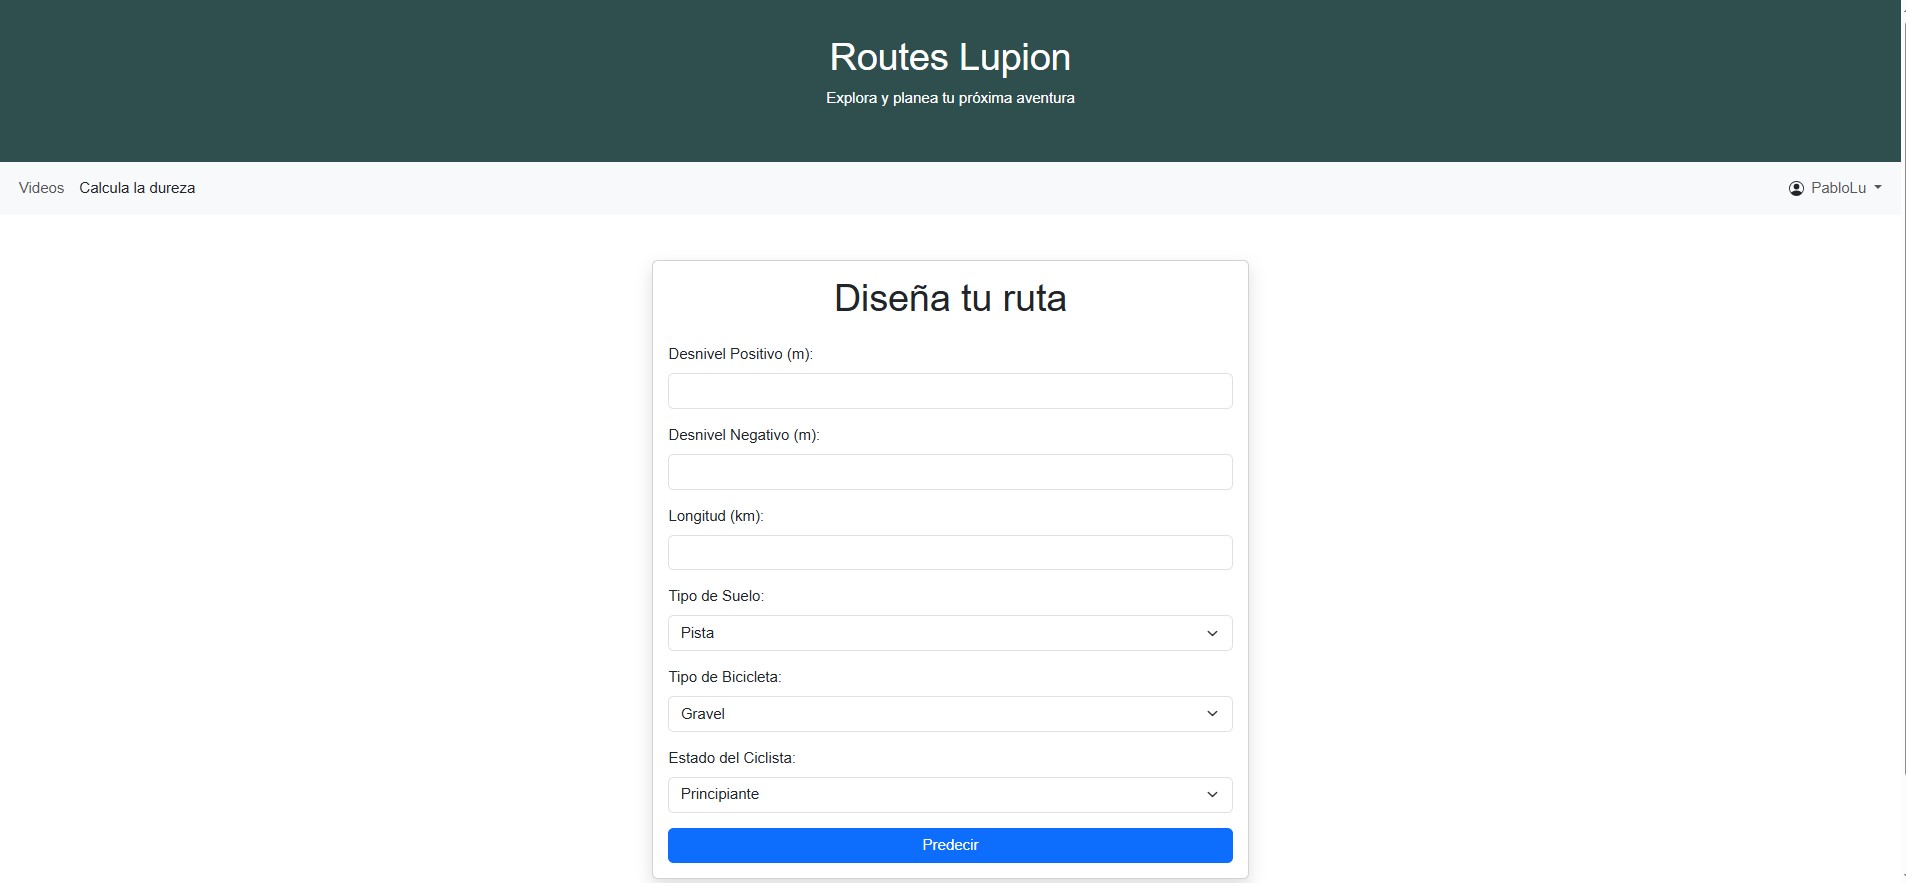 Routes Lupion
Explora y planea tu próxima aventura
Videos Calcula la dureza PabloLu
Diseña tu ruta
Desnivel Positivo (m):
Desnivel Negativo (m):
Longitud (km):
Tipo de Suelo:
Pista
Tipo de Bicicleta:
Gravel
Estado del Ciclista:
Principiante
Predecir